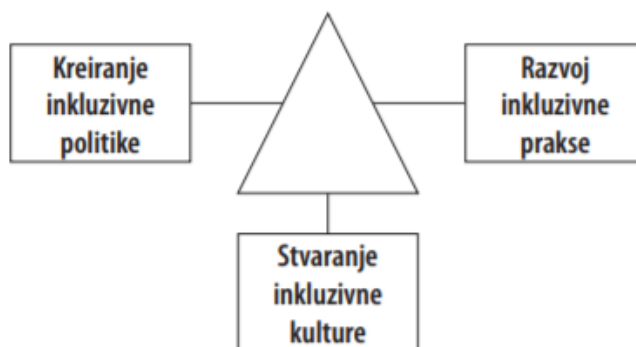 Kreiranje
inkluzivne
politike
Razvoj
inkluzivne
prakse
Stvaranje
inkluzivne
kulture